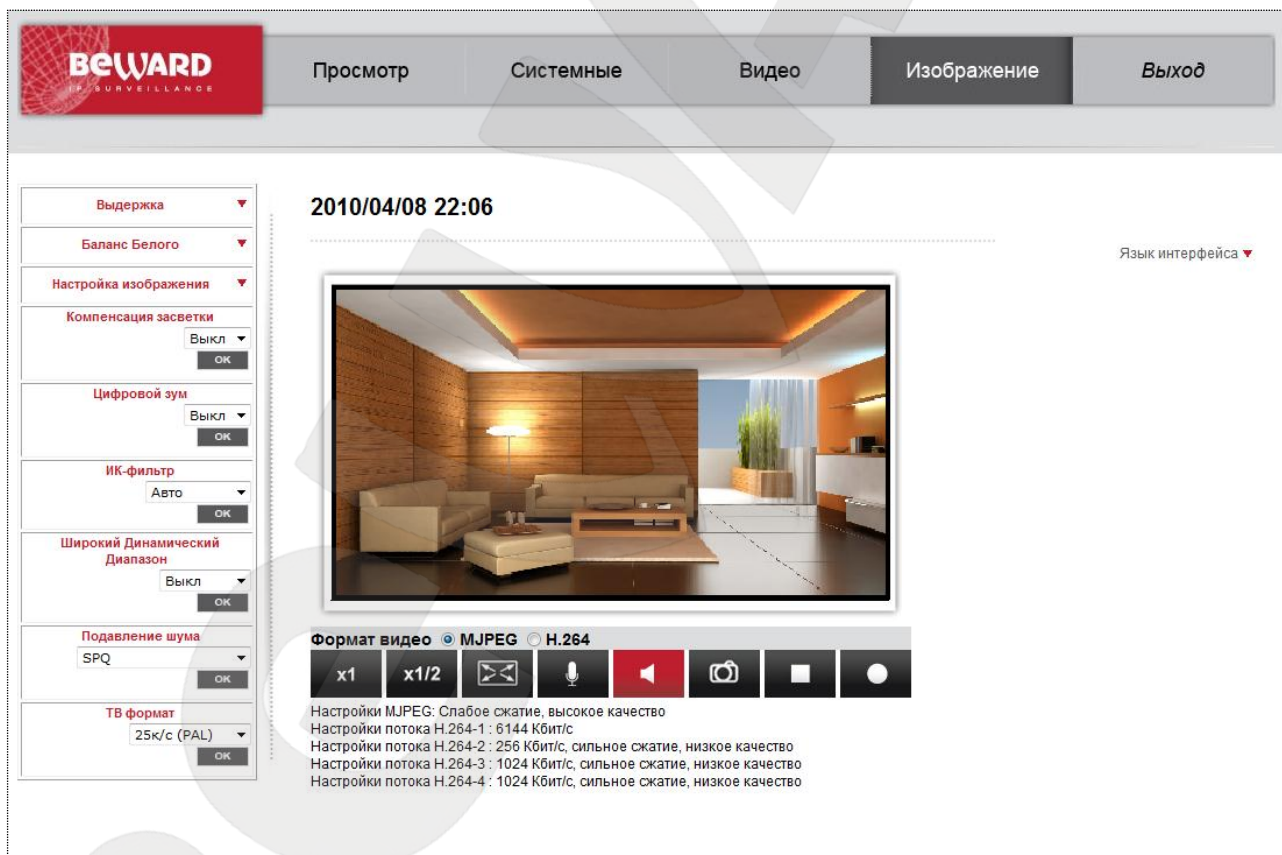 BEWARD
IP SURVEILLANCE
Просмотр
Системные
Видео
Изображение
Выход
Выдержка
Баланс Белого
Настройка изображения
Компенсация засветки
Выкл
OK
Цифровой зум
Выкл
OK
ИК-фильтр
Авто
OK
Широкий Динамический
Диапазон
Выкл
OK
Подавление шума
SPQ
OK
ТВ формат
25к/с (PAL)
OK
2010/04/08 22:06
Язык интерфейса
Формат видео MJPEG H.264
x1 x1/2
Настройки MJPEG: Слабое сжатие, высокое качество
Настройки потока H.264-1 : 6144 Кбит/с
Настройки потока H.264-2 : 256 Кбит/с, сильное сжатие, низкое качество
Настройки потока H.264-3 : 1024 Кбит/с, сильное сжатие, низкое качество
Настройки потока H.264-4 : 1024 Кбит/с, сильное сжатие, низкое качество